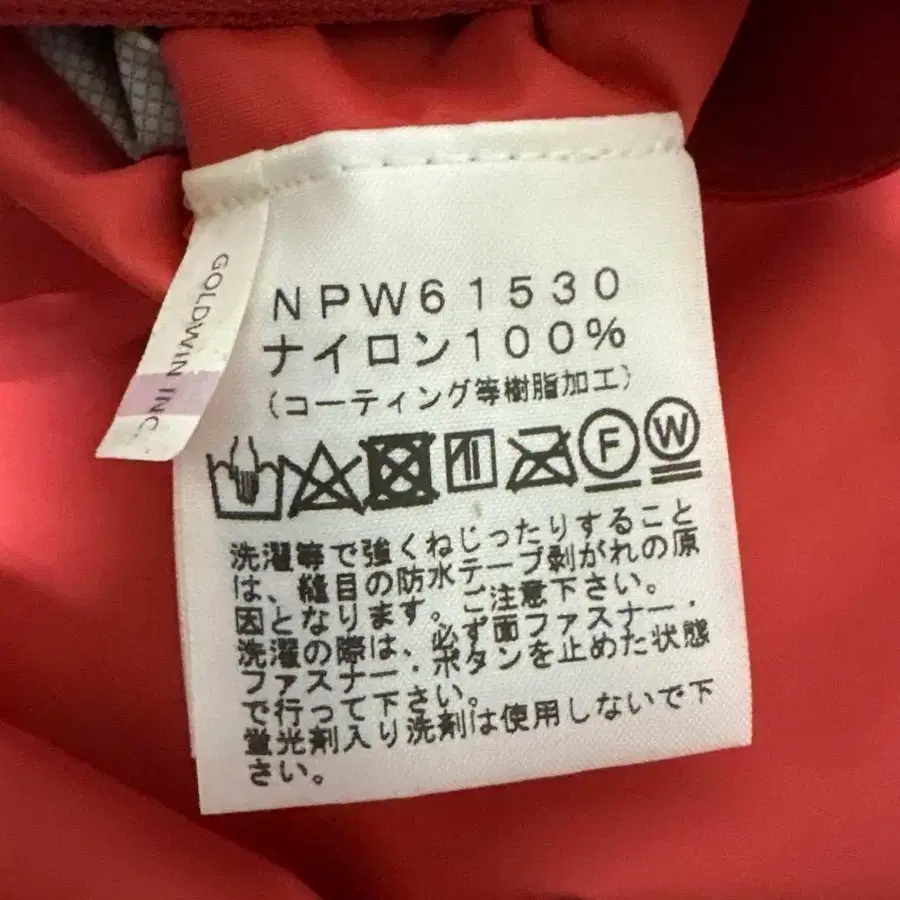 GOLDWIN INC.
NPW61530
ナイロン100%
(コーティング等樹脂加工)
F
W
洗濯等で強くねじったりすること
は、縫目の防水テープ剥がれの原
因となります。ご注意下さい。
洗濯の際は、必ず面ファスナー・
ファスナー・ボタンを止めた状態
で行って下さい。
蛍光剤入り洗剤は使用しないで下
さい。